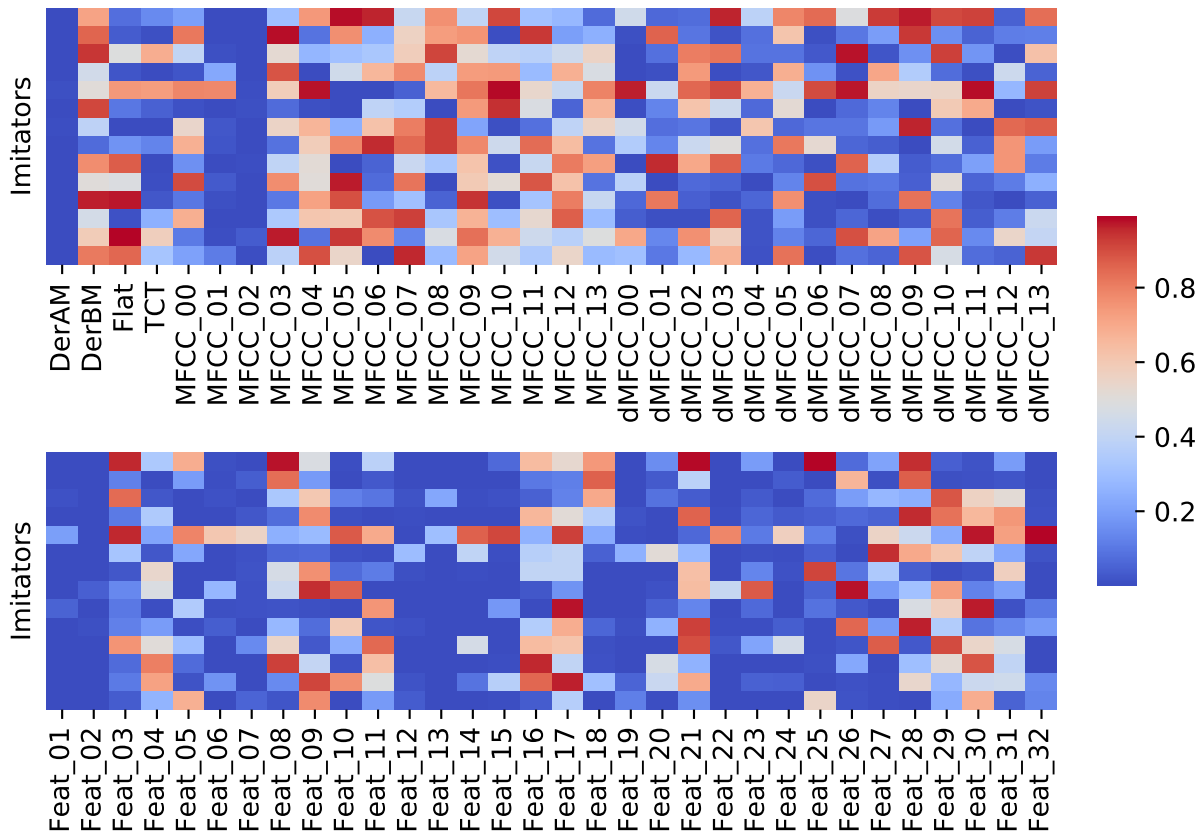 Imitators
DerAM
DerBM
Flat
TCT
MFCC_00
MFCC_01
MFCC_02
MFCC_03
MFCC_04
MFCC_05
MFCC_06
MFCC_07
MFCC_08
MFCC_09
MFCC_10
MFCC_11
MFCC_12
MFCC_13
dMFCC_00
dMFCC_01
dMFCC_02
dMFCC_03
dMFCC_04
dMFCC_05
dMFCC_06
dMFCC_07
dMFCC_08
dMFCC_09
dMFCC_10
dMFCC_11
dMFCC_12
dMFCC_13
Imitators
Feat_01
Feat_02
Feat_03
Feat_04
Feat_05
Feat_06
Feat_07
Feat_08
Feat_09
Feat_10
Feat_11
Feat_12
Feat_13
Feat_14
Feat_15
Feat_16
Feat_17
Feat_18
Feat_19
Feat_20
Feat_21
Feat_22
Feat_23
Feat_24
Feat_25
Feat_26
Feat_27
Feat_28
Feat_29
Feat_30
Feat_31
Feat_32
0.8
0.6
0.4
0.2